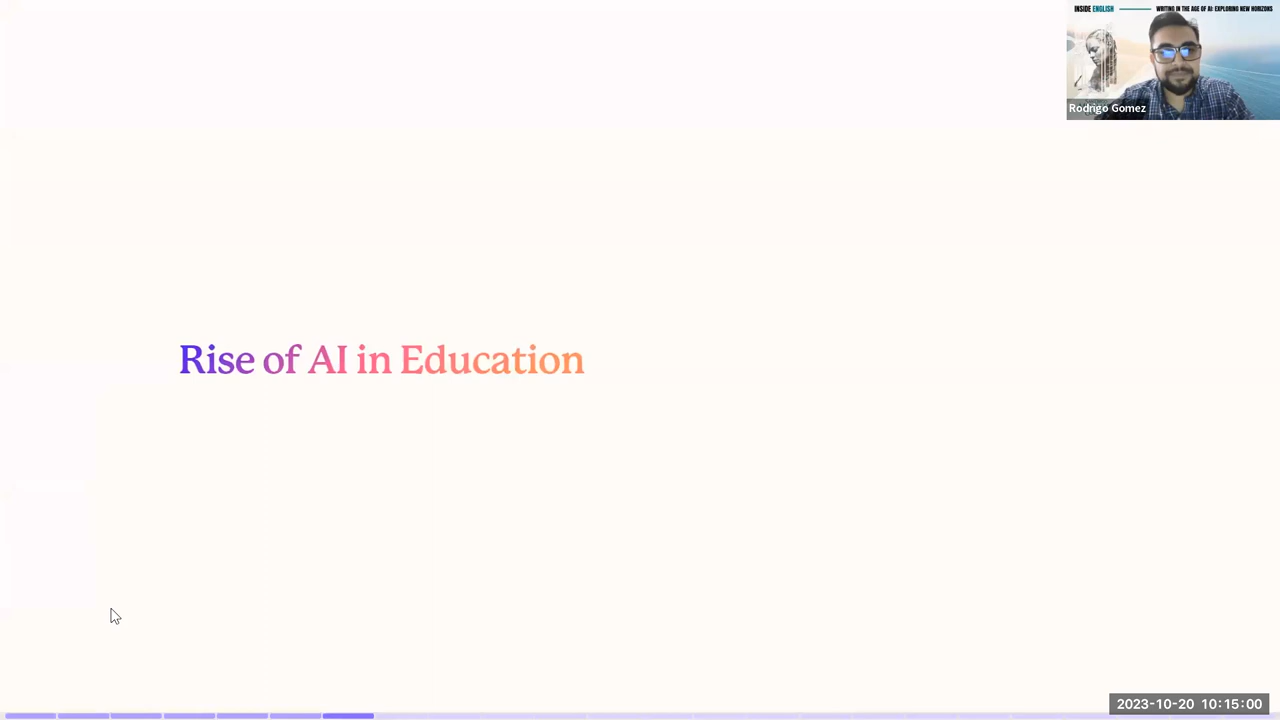 INSIDE ENGLISH WRITING IN THE AGE OF AI: EXPLORING NEW HORIZONS
Rodrigo Gomez
Rise of AI in Education
2023-10-20 10:15:00